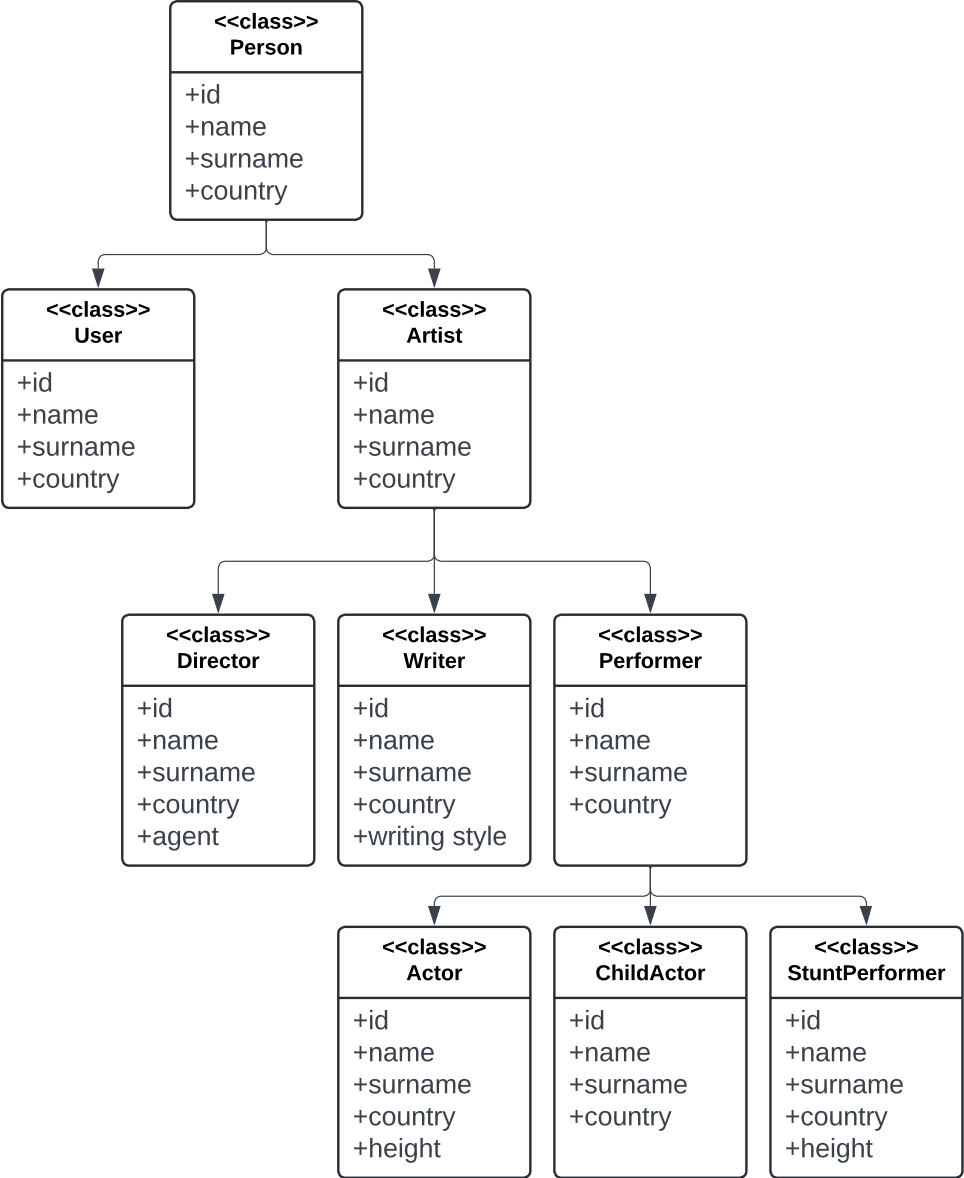 <<class>>
Person
+id
+name
+surname
+country
<<class>>
User
+id
+name
+surname
+country
<<class>>
Artist
+id
+name
+surname
+country
<<class>>
Director
+id
+name
+surname
+country
+agent
<<class>>
Writer
+id
+name
+surname
+country
+writing style
<<class>>
Performer
+id
+name
+surname
+country
<<class>>
Actor
+id
+name
+surname
+country
+height
<<class>>
ChildActor
+id
+name
+surname
+country
<<class>>
StuntPerformer
+id
+name
+surname
+country
+height